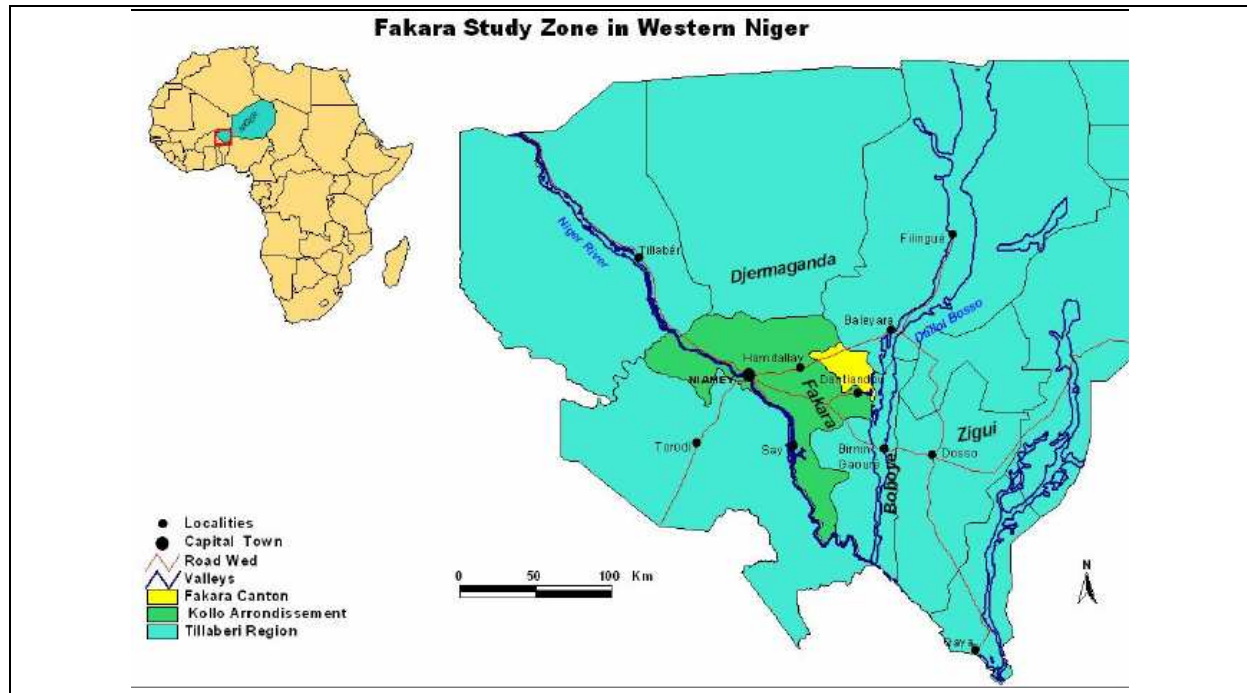 Fakara Study Zone in Western Niger
NIGER
Niger River
Tillabér
Filingué
Djermaganda
Baleyara
Dallol Bosso
Hamdallay
NIAMEY
Dantiandou
Fakara
Zigui
Torodi
Say
Birnin
Gaoure
Dosso
Boboye
Gaya
Localities
Capital Town
Road Wed
Valleys
Fakara Canton
Kollo Arrondissement
Tillaberi Region
0 50 100 Km
N